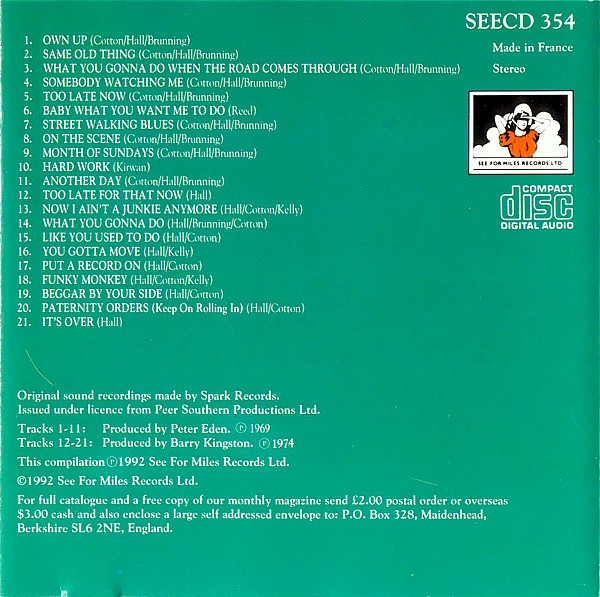 SEECD 354
Made in France
Stereo
1. OWN UP (Cotton/Hall/Brunning)
2. SAME OLD THING (Cotton/Hall/Brunning)
3. WHAT YOU GONNA DO WHEN THE ROAD COMES THROUGH (Cotton/Hall/Brunning)
4. SOMEBODY WATCHING ME (Cotton/Hall/Brunning)
5. TOO LATE NOW (Cotton/Hall/Brunning)
6. BABY WHAT YOU WANT ME TO DO (Reed)
7. STREET WALKING BLUES (Cotton/Hall/Brunning)
8. ON THE SCENE (Cotton/Hall/Brunning)
9. MONTH OF SUNDAYS (Cotton/Hall/Brunning)
10. HARD WORK (Kirwan)
11. ANOTHER DAY (Cotton/Hall/Brunning)
12. TOO LATE FOR THAT NOW (Hall)
13. NOW I AIN'T A JUNKIE ANYMORE (Hall/Cotton/Kelly)
14. WHAT YOU GONNA DO (Hall/Brunning/Cotton)
15. LIKE YOU USED TO DO (Hall/Cotton)
16. YOU GOTTA MOVE (Hall/Kelly)
17. PUT A RECORD ON (Hall/Cotton)
18. FUNKY MONKEY (Hall/Cotton/Kelly)
19. BEGGAR BY YOUR SIDE (Hall/Cotton)
20. PATERNITY ORDERS (Keep On Rolling In) (Hall/Cotton)
21. IT'S OVER (Hall)
SEE FOR MILES RECORDS LTD
COMPACT
disc
DIGITAL AUDIO
Original sound recordings made by Spark Records.
Issued under licence from Peer Southern Productions Ltd.
Tracks 1-11: Produced by Peter Eden. Ⓟ 1969
Tracks 12-21: Produced by Barry Kingston. Ⓟ 1974
This compilation Ⓟ1992 See For Miles Records Ltd.
©1992 See For Miles Records Ltd.
For full catalogue and a free copy of our monthly magazine send £2.00 postal order or overseas
$3.00 cash and also enclose a large self addressed envelope to: P.O. Box 328, Maidenhead,
Berkshire SL6 2NE, England.